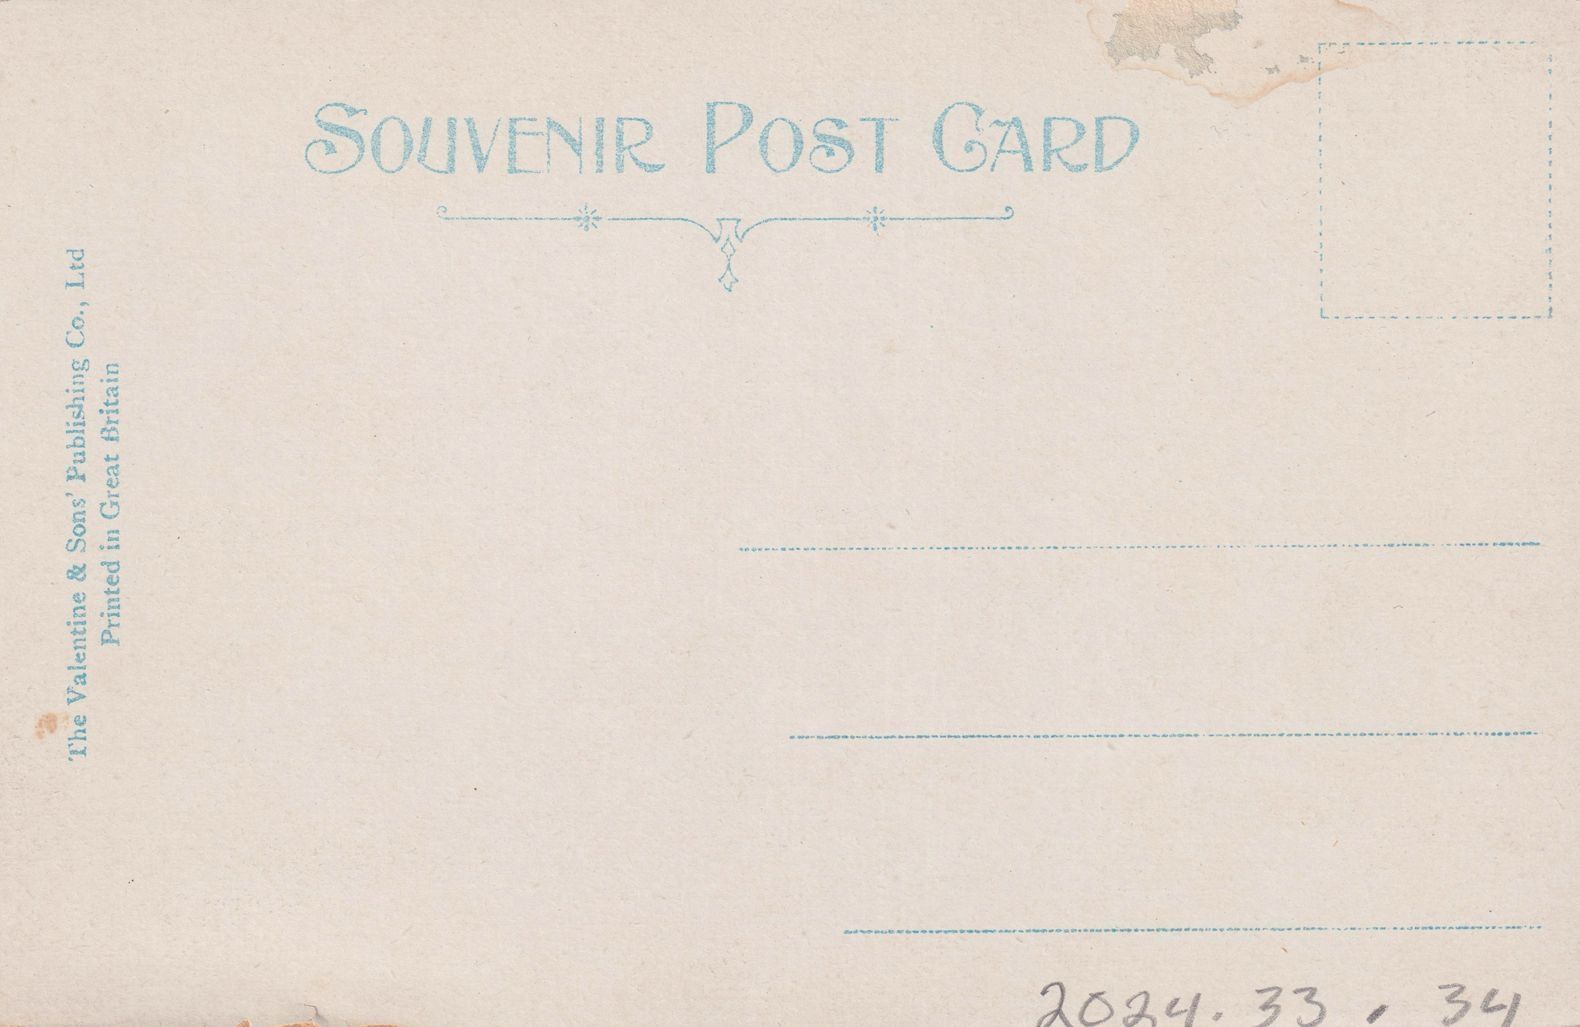 SOUVENIR POST CARD
The Valentine & Sons' Publishing Co., Ltd
Printed in Great Britain
2024.33.34